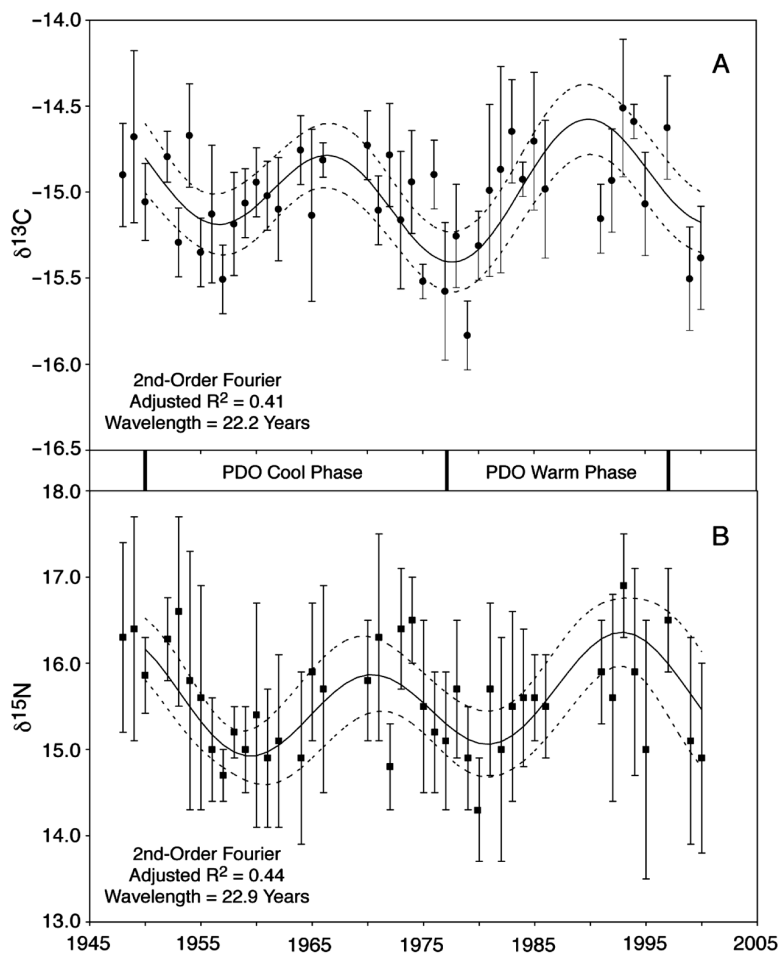 −14.0
A
−14.5
−15.0
δ13C
−15.5
−16.0
2nd-Order Fourier
Adjusted R2 = 0.41
Wavelength = 22.2 Years
−16.5
PDO Cool Phase
PDO Warm Phase
18.0
B
17.0
16.0
δ15N
15.0
14.0
2nd-Order Fourier
Adjusted R2 = 0.44
Wavelength = 22.9 Years
13.0
1945 1955 1965 1975 1985 1995 2005